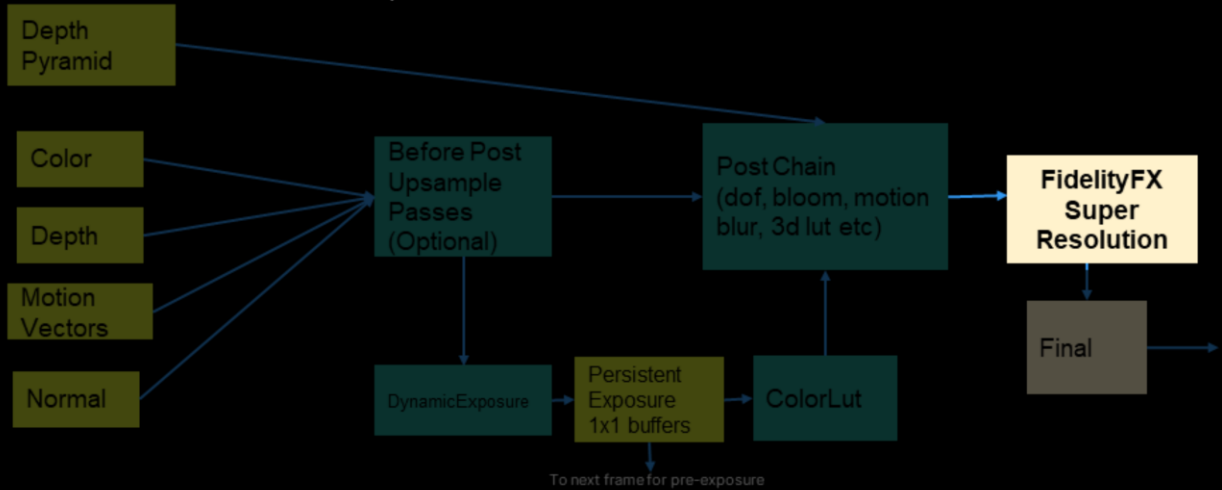 Depth
Pyramid
Color
Depth
Motion
Vectors
Normal
Before Post
Upsample
Passes
(Optional)
DynamicExposure
Persistent
Exposure
1x1 buffers
To next frame for pre-exposure
ColorLut
Post Chain
(dof, bloom, motion
blur, 3d lut etc)
FidelityFX
Super
Resolution
Final